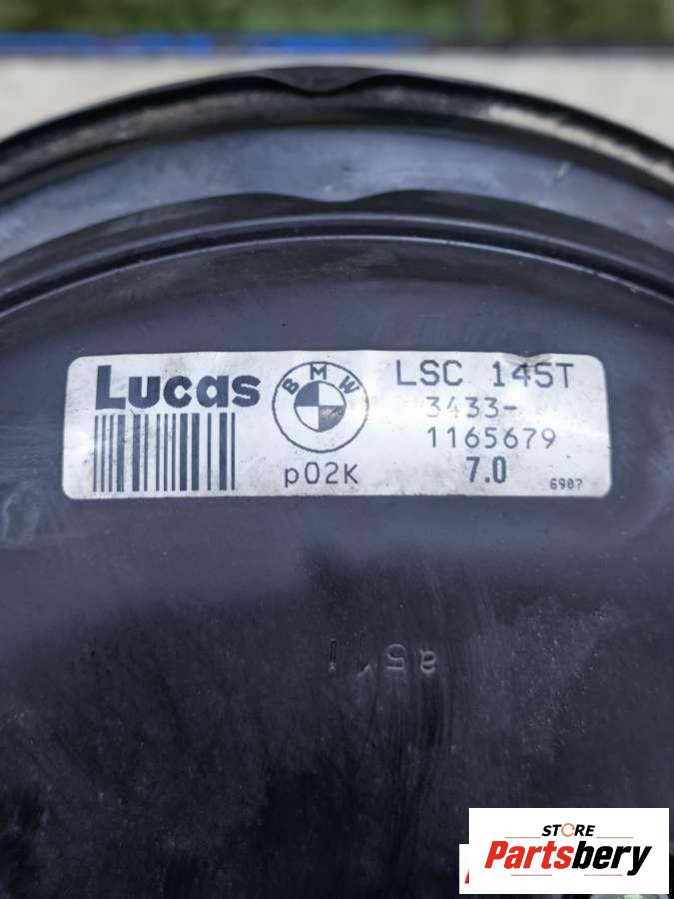 Lucas
BMW
LSC 145T
3433-
1165679
p02K
7.0
6907
STORE
Partsbery